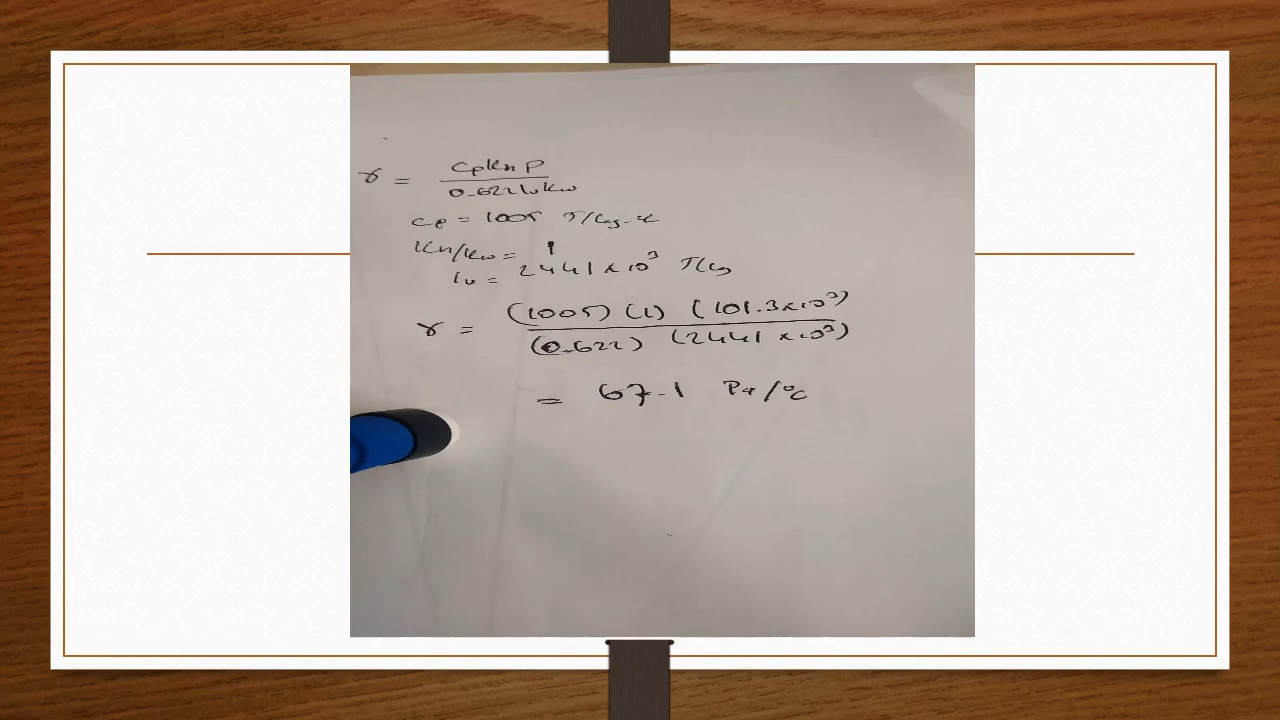 γ = CpKhP / 0.622lvKw
Cp = 1005 J/kg-K
Kh/Kw = 1
lv = 2441 x 10³ J/kg
γ = (1005) (1) (101.3x10³) / (0.622) (2441 x 10³)
= 67.1 Pa/°C